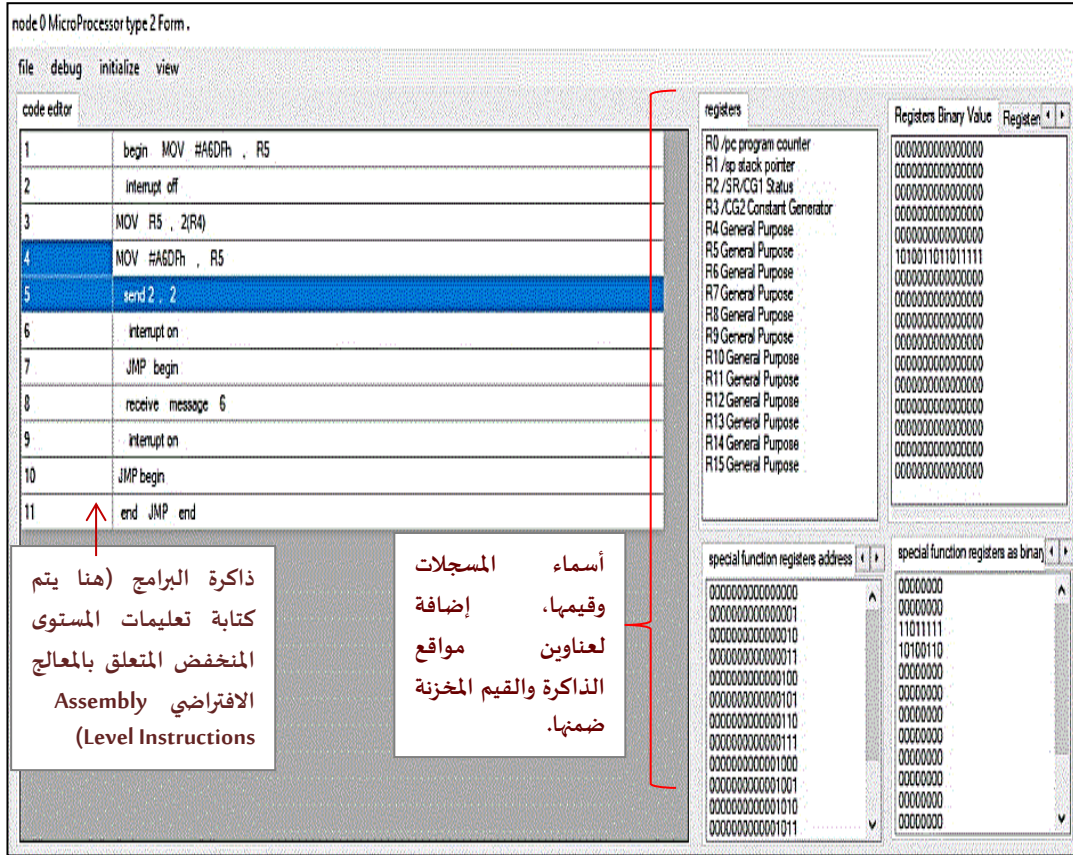 node 0 MicroProcessor type 2 Form .
file debug initialize view
code editor
1 begin MOV #A6DFh , R5
2 interrupt off
3 MOV R5 , 2(R4)
4 MOV #A6DFh , R5
5 send 2 , 2
6 interrupt on
7 JMP begin
8 receive message 6
9 interrupt on
10 JMP begin
11 end JMP end
ذاكرة البرامج (هنا يتم
كتابة تعليمات المستوى
المنخفض المتعلق بالمعالج
الافتراضي Assembly
Level Instructions)
أسماء المسجلات
وقيمها، إضافة
لعناوين مواقع
الذاكرة والقيم المخزنة
ضمنها.
registers
R0 /pc program counter
R1 /sp stack pointer
R2 /SR/CG1 Status
R3 /CG2 Constant Generator
R4 General Purpose
R5 General Purpose
R6 General Purpose
R7 General Purpose
R8 General Purpose
R9 General Purpose
R10 General Purpose
R11 General Purpose
R12 General Purpose
R13 General Purpose
R14 General Purpose
R15 General Purpose
Registers Binary Value Registers
0000000000000000
0000000000000000
0000000000000000
0000000000000000
0000000000000000
1010011011011111
0000000000000000
0000000000000000
0000000000000000
0000000000000000
0000000000000000
0000000000000000
0000000000000000
0000000000000000
0000000000000000
0000000000000000
special function registers address
0000000000000000
0000000000000001
0000000000000010
0000000000000011
0000000000000100
0000000000000101
0000000000000110
0000000000000111
0000000000001000
0000000000001001
0000000000001010
0000000000001011
special function registers as binary
00000000
00000000
11011111
10100110
00000000
00000000
00000000
00000000
00000000
00000000
00000000
00000000